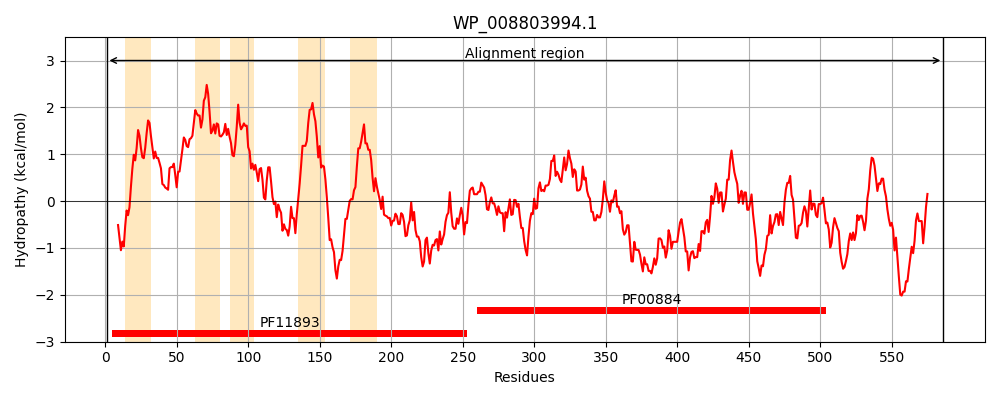 WP_008803994.1
Alignment region
Hydropathy (kcal/mol)
3
2
1
0
−1
−2
−3
PF00884
PF11893
0 50 100 150 200 250 300 350 400 450 500 550
Residues